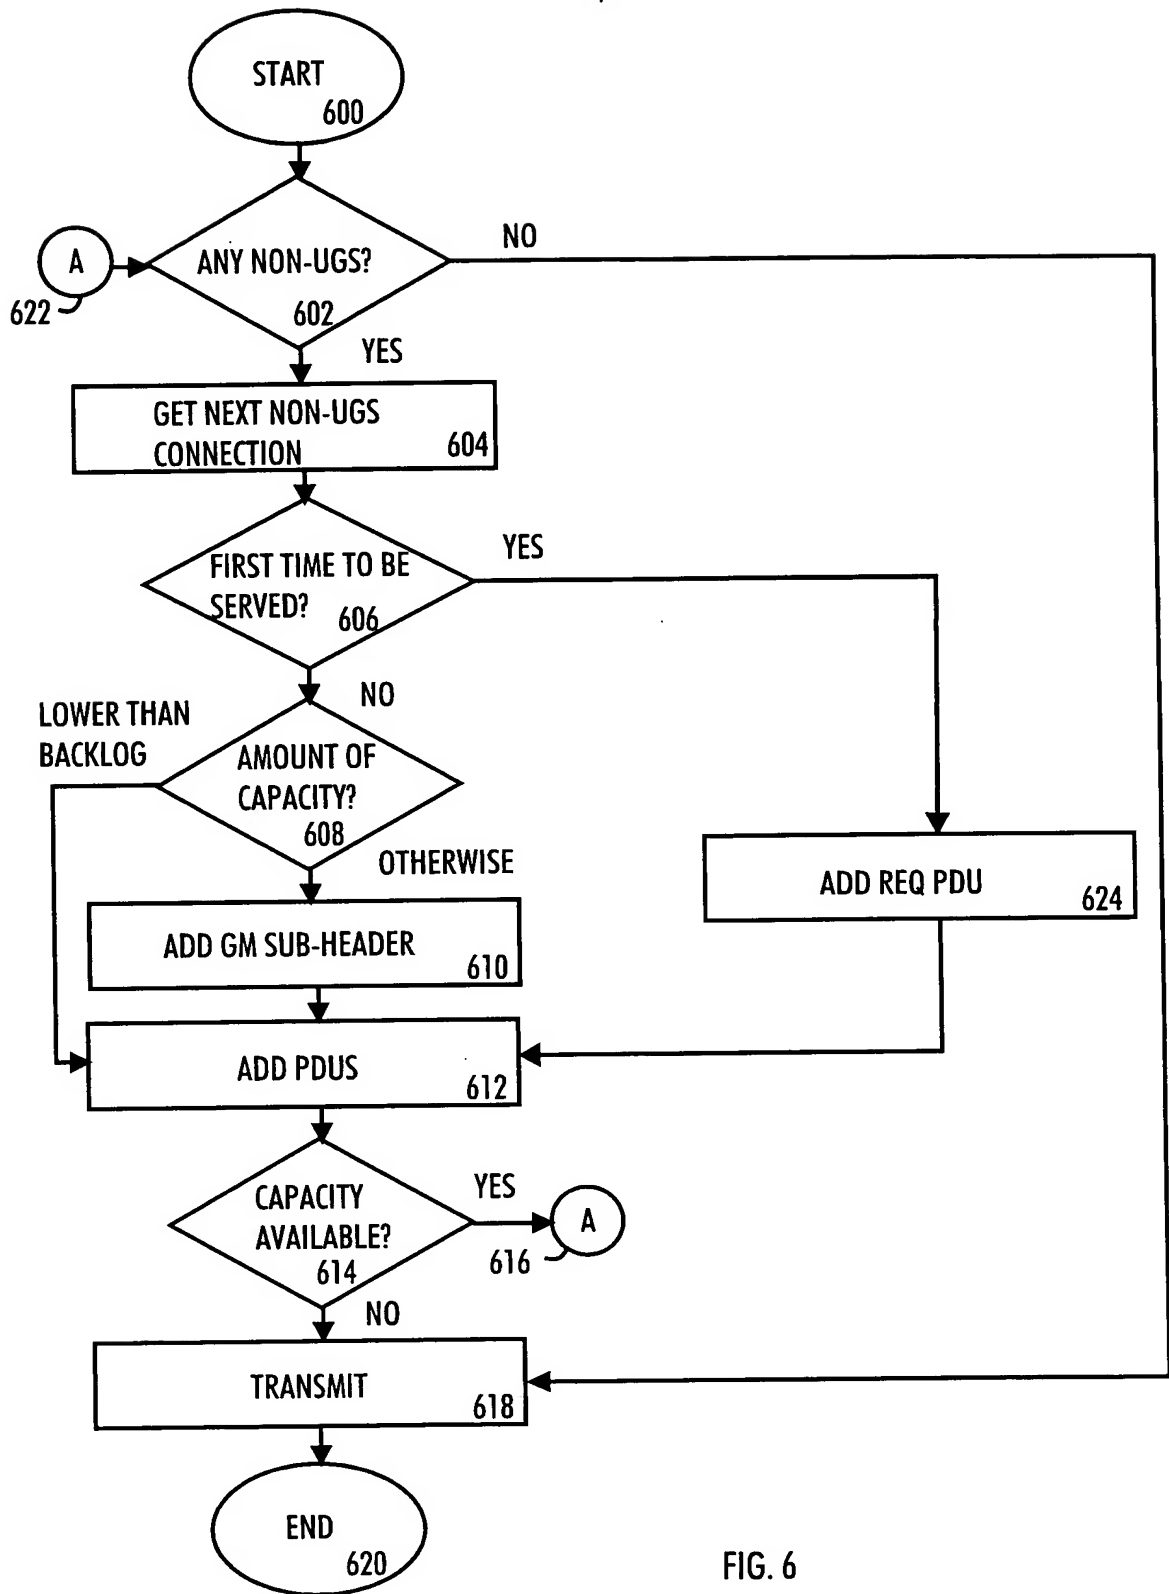 START
600
A
622
ANY NON-UGS?
602
NO
YES
GET NEXT NON-UGS
CONNECTION
604
FIRST TIME TO BE
SERVED?
606
YES
NO
LOWER THAN
BACKLOG
AMOUNT OF
CAPACITY?
608
OTHERWISE
ADD REQ PDU
624
ADD GM SUB-HEADER
610
ADD PDUS
612
CAPACITY
AVAILABLE?
614
YES
A
616
NO
TRANSMIT
618
END
620
FIG. 6